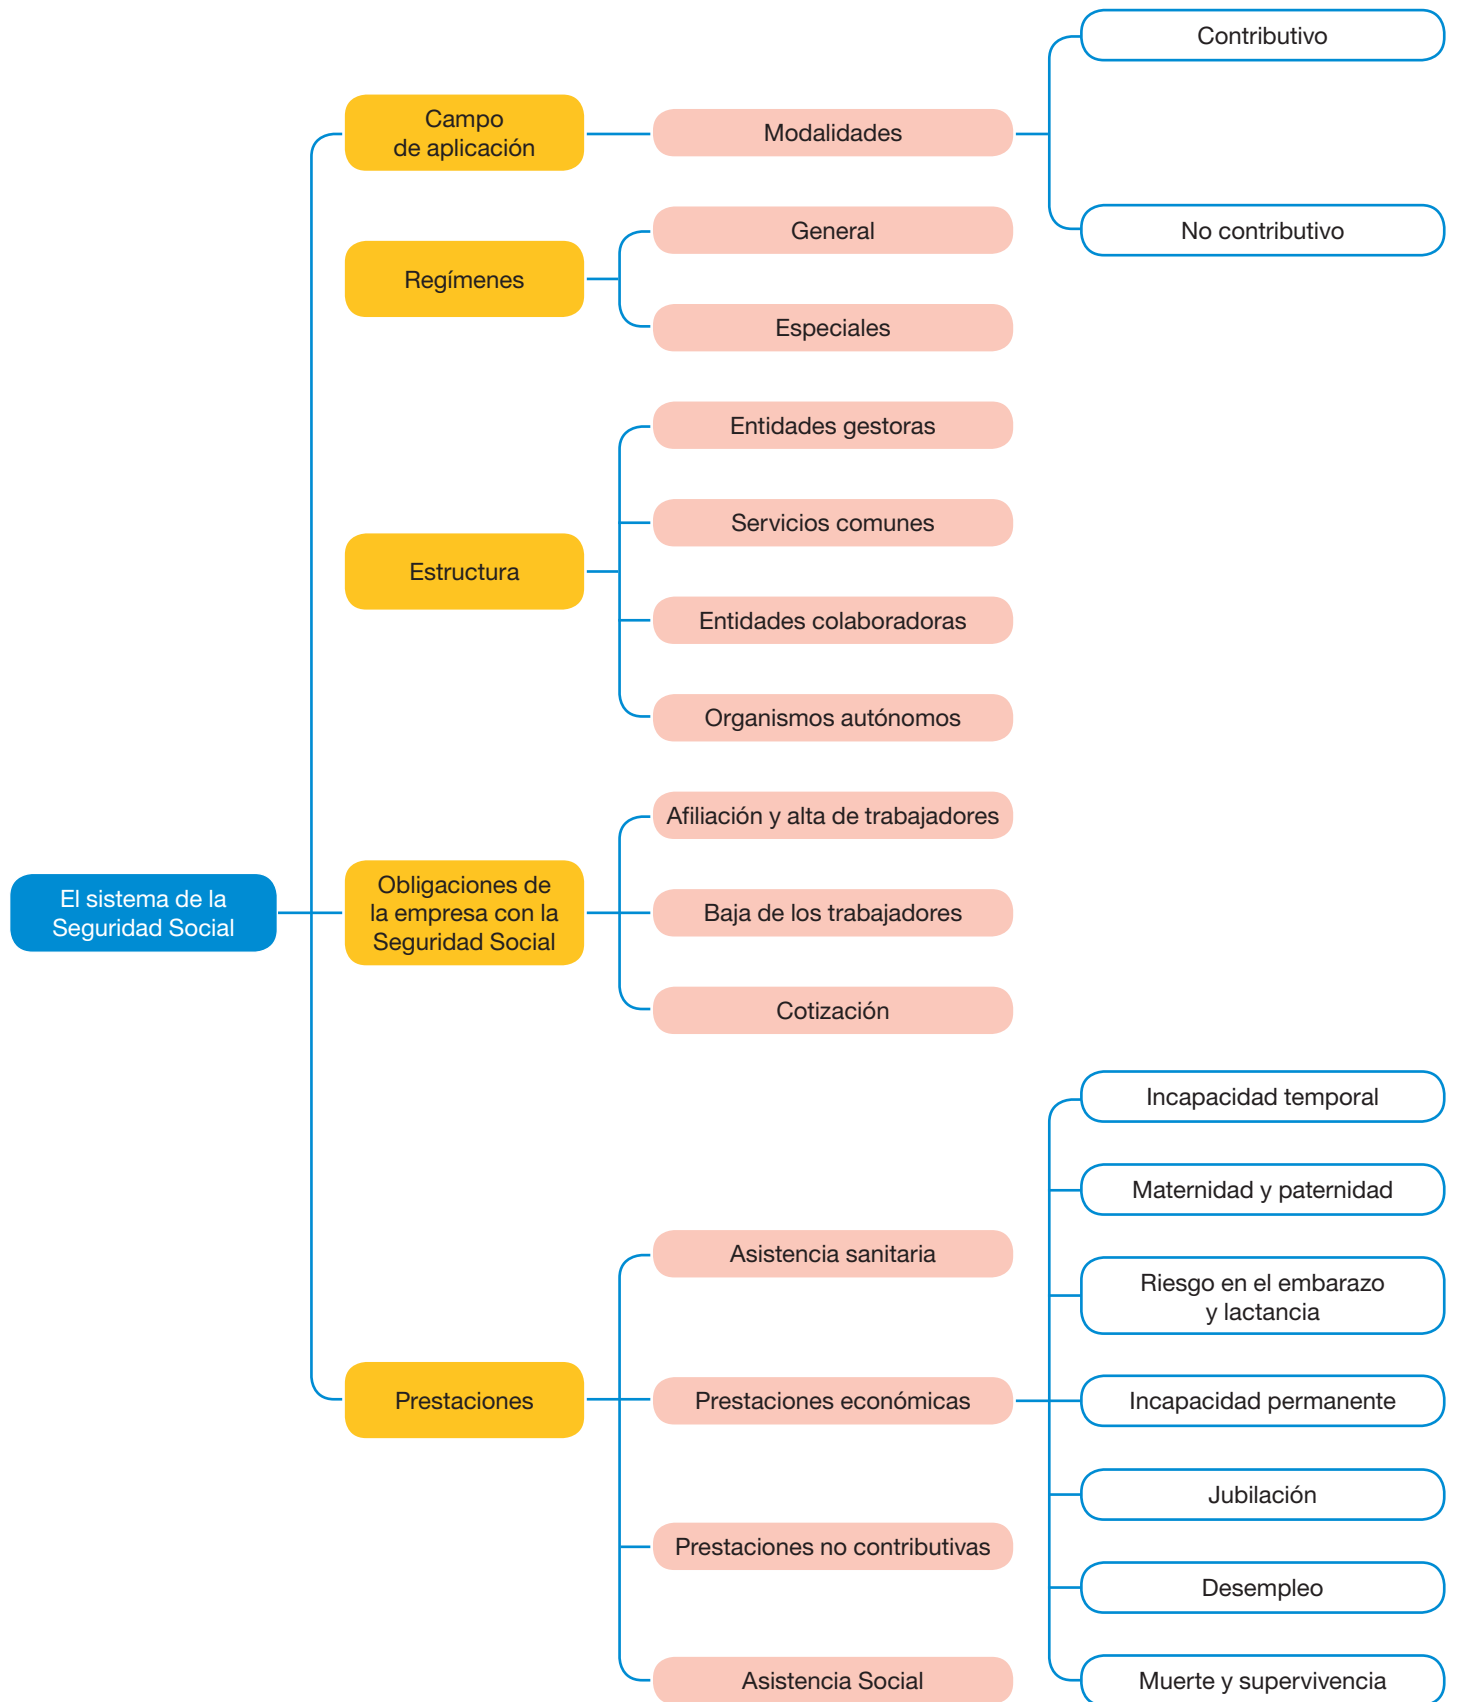 El sistema de la
Seguridad Social
Campo
de aplicación
Modalidades
Contributivo
No contributivo
Regímenes
General
Especiales
Estructura
Entidades gestoras
Servicios comunes
Entidades colaboradoras
Organismos autónomos
Obligaciones de
la empresa con la
Seguridad Social
Afiliación y alta de trabajadores
Baja de los trabajadores
Cotización
Prestaciones
Asistencia sanitaria
Prestaciones económicas
Incapacidad temporal
Maternidad y paternidad
Riesgo en el embarazo
y lactancia
Incapacidad permanente
Jubilación
Desempleo
Muerte y supervivencia
Prestaciones no contributivas
Asistencia Social